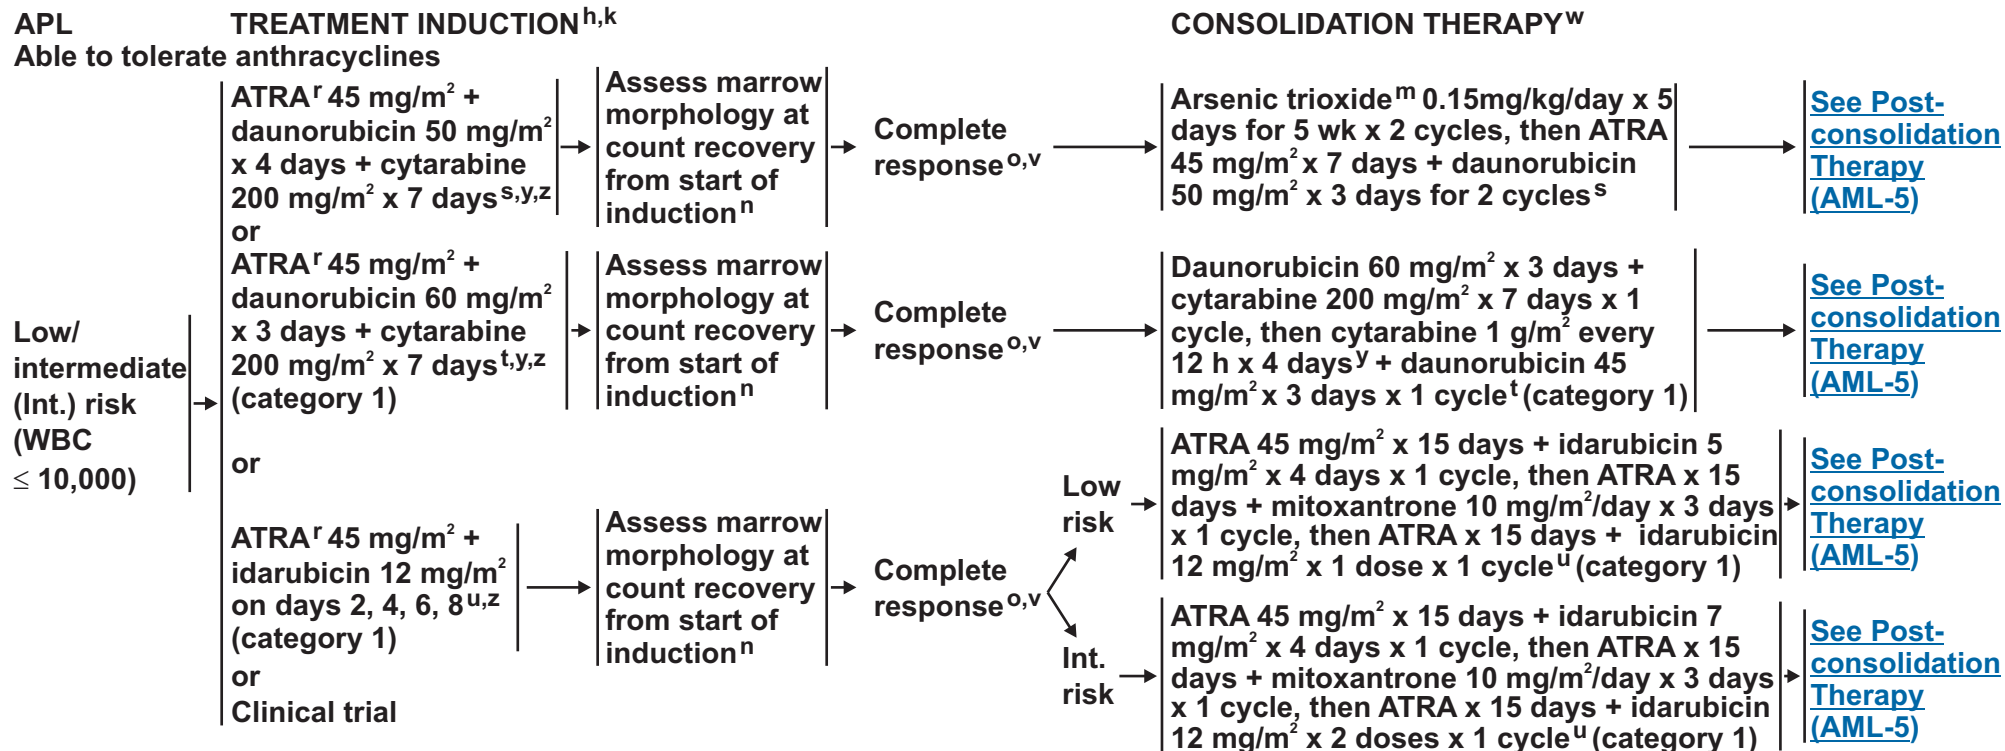 APL TREATMENT INDUCTION h,k CONSOLIDATION THERAPY w
Able to tolerate anthracyclines
Low/
intermediate
(Int.) risk
(WBC
≤ 10,000)
ATRA r 45 mg/m² +
daunorubicin 50 mg/m²
x 4 days + cytarabine
200 mg/m² x 7 days s,y,z
Assess marrow
morphology at
count recovery
from start of
induction n
Complete
response o,v
Arsenic trioxide m 0.15mg/kg/day x 5
days for 5 wk x 2 cycles, then ATRA
45 mg/m² x 7 days + daunorubicin
50 mg/m² x 3 days for 2 cycles s
See Post-
consolidation
Therapy
(AML-5)
or
ATRA r 45 mg/m² +
daunorubicin 60 mg/m²
x 3 days + cytarabine
200 mg/m² x 7 days t,y,z
(category 1)
Assess marrow
morphology at
count recovery
from start of
induction n
Complete
response o,v
Daunorubicin 60 mg/m² x 3 days +
cytarabine 200 mg/m² x 7 days x 1
cycle, then cytarabine 1 g/m² every
12 h x 4 days y + daunorubicin 45
mg/m² x 3 days x 1 cycle t (category 1)
See Post-
consolidation
Therapy
(AML-5)
or
ATRA r 45 mg/m² +
idarubicin 12 mg/m²
on days 2, 4, 6, 8 u,z
(category 1)
Assess marrow
morphology at
count recovery
from start of
induction n
Complete
response o,v
Low
risk
ATRA 45 mg/m² x 15 days + idarubicin 5
mg/m² x 4 days x 1 cycle, then ATRA x 15
days + mitoxantrone 10 mg/m²/day x 3 days
x 1 cycle, then ATRA x 15 days + idarubicin
12 mg/m² x 1 dose x 1 cycle u (category 1)
See Post-
consolidation
Therapy
(AML-5)
Int.
risk
ATRA 45 mg/m² x 15 days + idarubicin 7
mg/m² x 4 days x 1 cycle, then ATRA x 15
days + mitoxantrone 10 mg/m²/day x 3 days
x 1 cycle, then ATRA x 15 days + idarubicin
12 mg/m² x 2 doses x 1 cycle u (category 1)
See Post-
consolidation
Therapy
(AML-5)
or
Clinical trial